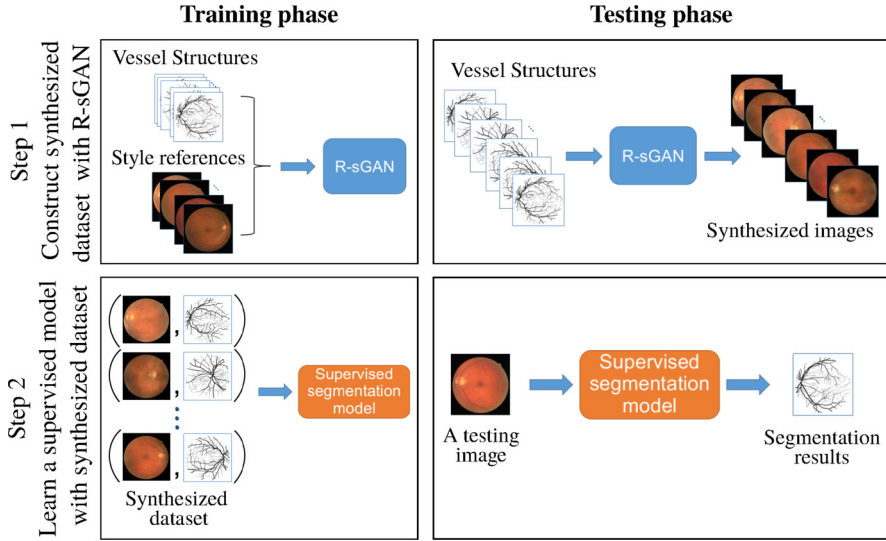 Training phase
Testing phase
Step 1
Construct synthesized
dataset with R-sGAN
Vessel Structures
Style references
...
R-sGAN
Vessel Structures
...
R-sGAN
...
Synthesized images
Step 2
Learn a supervised model
with synthesized dataset
( , )
( , )
( , )
Synthesized
dataset
Supervised
segmentation
model
A testing
image
Supervised
segmentation
model
Segmentation
results